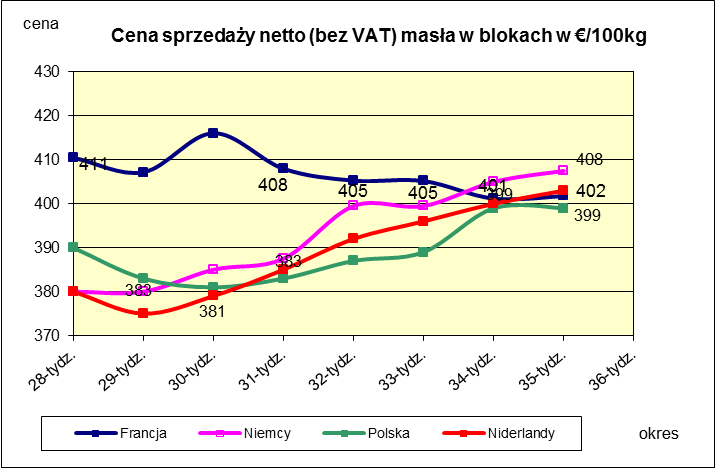 cena
Cena sprzedaży netto (bez VAT) masła w blokach w €/100kg
430
420
410
400
390
380
370
411
408
405
405
401
399
408
402
399
383
383
381
28-tydz.
29-tydz.
30-tydz.
31-tydz.
32-tydz.
33-tydz.
34-tydz.
35-tydz.
36-tydz.
Francja
Niemcy
Polska
Niderlandy
okres